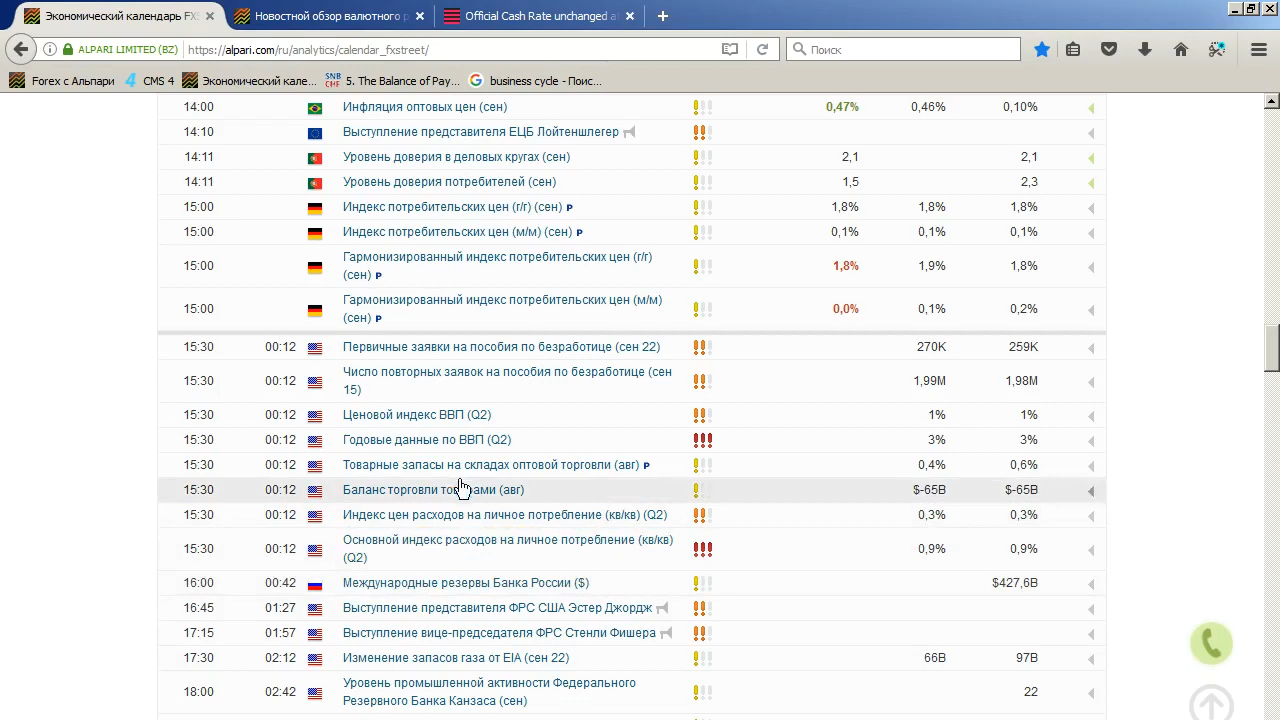 Экономический календарь FXS
Новостной обзор валютного р
Official Cash Rate unchanged at
ALPARI LIMITED (BZ)
https://alpari.com/ru/analytics/calendar_fxstreet/
Поиск
Forex с Альпари
CMS 4
Экономический кале...
SNB CHF 5. The Balance of Pay...
business cycle - Поис...
14:00 Инфляция оптовых цен (сен) 0,47% 0,46% 0,10%
14:10 Выступление представителя ЕЦБ Лойтеншлегер
14:11 Уровень доверия в деловых кругах (сен) 2,1 2,1
14:11 Уровень доверия потребителей (сен) 1,5 2,3
15:00 Индекс потребительских цен (г/г) (сен) P 1,8% 1,8% 1,8%
15:00 Индекс потребительских цен (м/м) (сен) P 0,1% 0,1% 0,1%
15:00 Гармонизированный индекс потребительских цен (г/г) 1,8% 1,9% 1,8%
(сен) P
15:00 Гармонизированный индекс потребительских цен (м/м) 0,0% 0,1% 0,2%
(сен) P
15:30 00:12 Первичные заявки на пособия по безработице (сен 22) 270K 259K
15:30 00:12 Число повторных заявок на пособия по безработице (сен 1,99M 1,98M
15)
15:30 00:12 Ценовой индекс ВВП (Q2) 1% 1%
15:30 00:12 Годовые данные по ВВП (Q2) 3% 3%
15:30 00:12 Товарные запасы на складах оптовой торговли (авг) P 0,4% 0,6%
15:30 00:12 Баланс торговли товарами (авг) $-65B $-65B
15:30 00:12 Индекс цен расходов на личное потребление (кв/кв) (Q2) 0,3% 0,3%
15:30 00:12 Основной индекс расходов на личное потребление (кв/кв) 0,9% 0,9%
(Q2)
16:00 00:42 Международные резервы Банка России ($) $427,6B
16:45 01:27 Выступление представителя ФРС США Эстер Джордж
17:15 01:57 Выступление вице-председателя ФРС Стенли Фишера
17:30 02:12 Изменение запасов газа от EIA (сен 22) 66B 97B
18:00 02:42 Уровень промышленной активности Федерального 22
Резервного Банка Канзаса (сен)